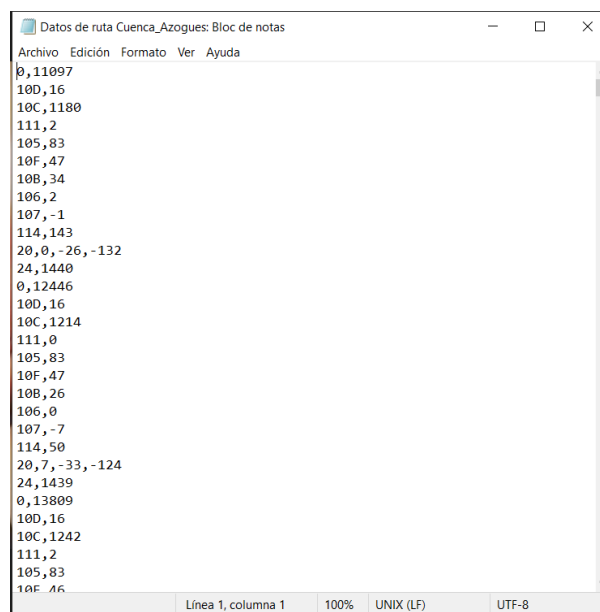 Datos de ruta Cuenca_Azogues: Bloc de notas
Archivo Edición Formato Ver Ayuda
0,11097
10D,16
10C,1180
111,2
105,83
10F,47
10B,34
106,2
107,-1
114,143
20,0,-26,-132
24,1440
0,12446
10D,16
10C,1214
111,0
105,83
10F,47
10B,26
106,0
107,-7
114,50
20,7,-33,-124
24,1439
0,13809
10D,16
10C,1242
111,2
105,83
10F,46
Línea 1, columna 1 100% UNIX (LF) UTF-8